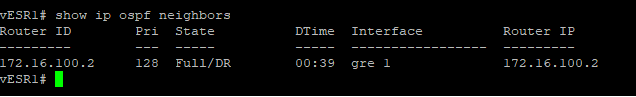 vESR1# show ip ospf neighbors
Router ID        Pri  State            DTime  Interface          Router IP
---------        ---  -----            -----  -----------------  ---------
172.16.100.2     128  Full/DR          00:39  gre 1              172.16.100.2
vESR1#